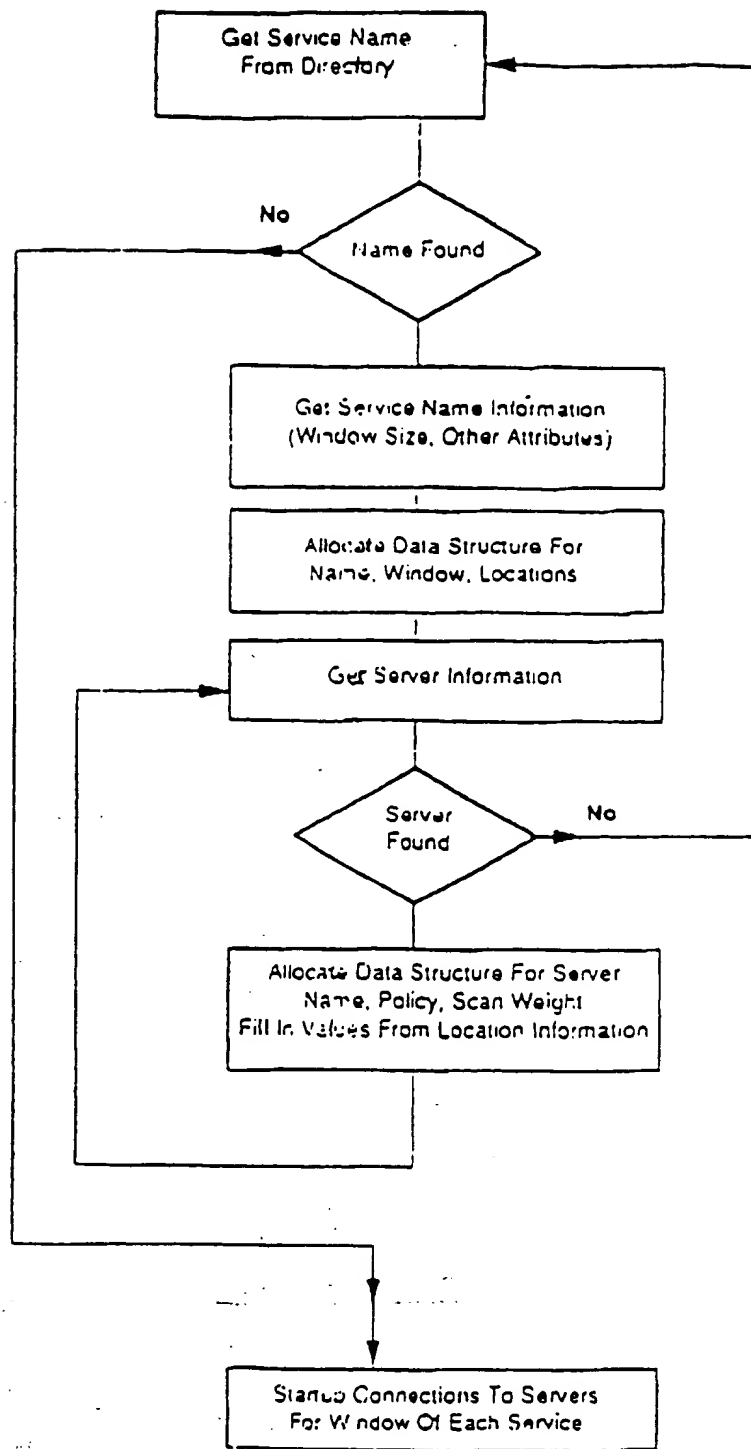 Get Service Name
From Directory
No
Name Found
Get Service Name Information
(Window Size, Other Attributes)
Allocate Data Structure For
Name, Window, Locations
Get Server Information
Server
Found
No
Allocate Data Structure For Server
Name, Policy, Scan Weight
Fill In Values From Location Information
Startup Connections To Servers
For Window Of Each Service